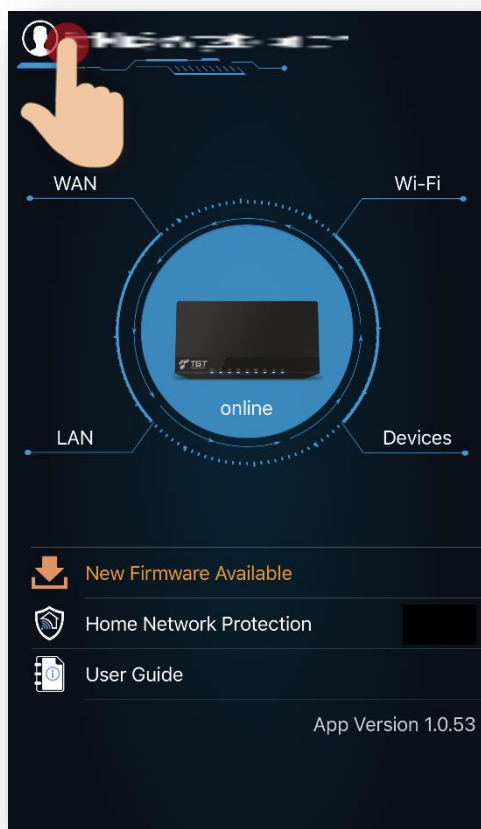 WAN
Wi-Fi
TGT
online
LAN
Devices
New Firmware Available
Home Network Protection
User Guide
App Version 1.0.53